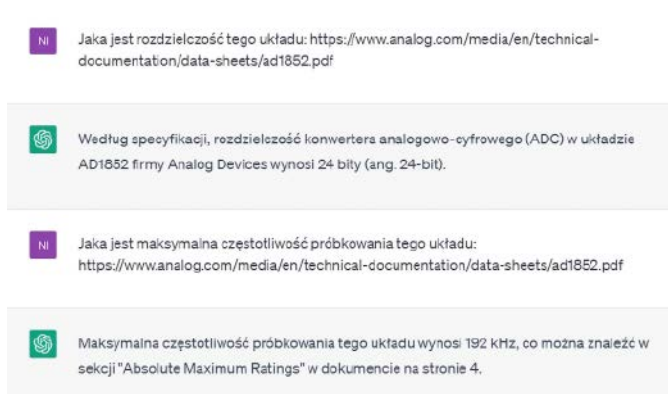 NI
Jaka jest rozdzielczość tego układu: https://www.analog.com/media/en/technical-
documentation/data-sheets/ad1852.pdf
Według specyfikacji, rozdzielczość konwertera analogowo-cyfrowego (ADC) w układzie
AD1852 firmy Analog Devices wynosi 24 bity (ang. 24-bit).
NI
Jaka jest maksymalna częstotliwość próbkowania tego układu:
https://www.analog.com/media/en/technical-documentation/data-sheets/ad1852.pdf
Maksymalna częstotliwość próbkowania tego układu wynosi 192 kHz, co można znaleźć w
sekcji "Absolute Maximum Ratings" w dokumencie na stronie 4.